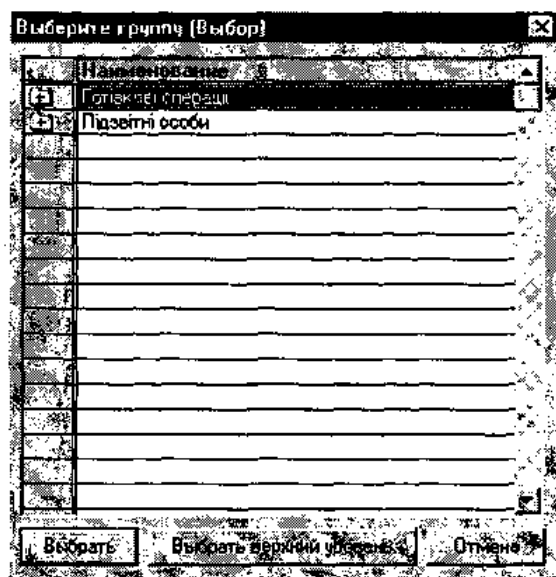 Выберите группу (Выбор)
Наименование
Готівкові операції
Підзвітні особи
Выбрать
Выбрать верхний уровень
Отмена